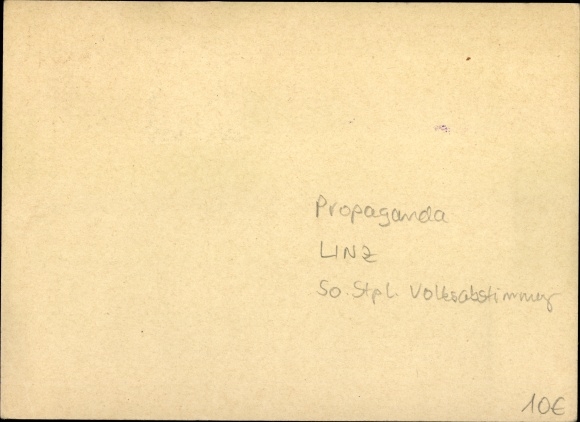 Propaganda
LINZ
So. Stpl. Volksabstimmung
10€